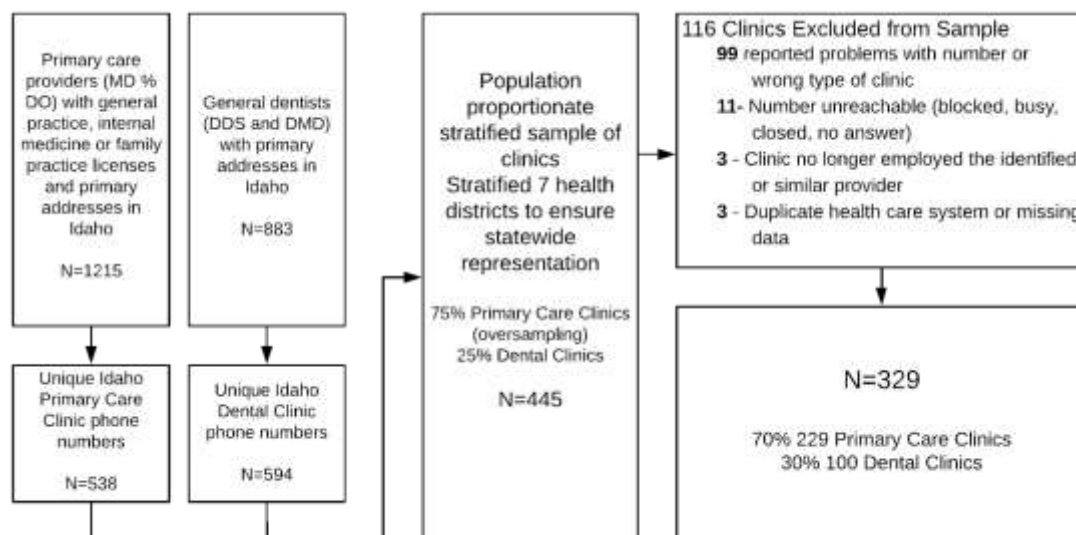 Primary care
providers (MD %
DO) with general
practice, internal
medicine or family
practice licenses
and primary
addresses in
Idaho
N=1215
General dentists
(DDS and DMD)
with primary
addresses in
Idaho
N=883
Unique Idaho
Primary Care
Clinic phone
numbers
N=538
Unique Idaho
Dental Clinic
phone numbers
N=594
Population
proportionate
stratified sample of
clinics
Stratified 7 health
districts to ensure
statewide
representation
75% Primary Care Clinics
(oversampling)
25% Dental Clinics
N=445
116 Clinics Excluded from Sample
99 reported problems with number or
wrong type of clinic
11- Number unreachable (blocked, busy,
closed, no answer)
3 - Clinic no longer employed the identified
or similar provider
3 - Duplicate health care system or missing
data
N=329
70% 229 Primary Care Clinics
30% 100 Dental Clinics